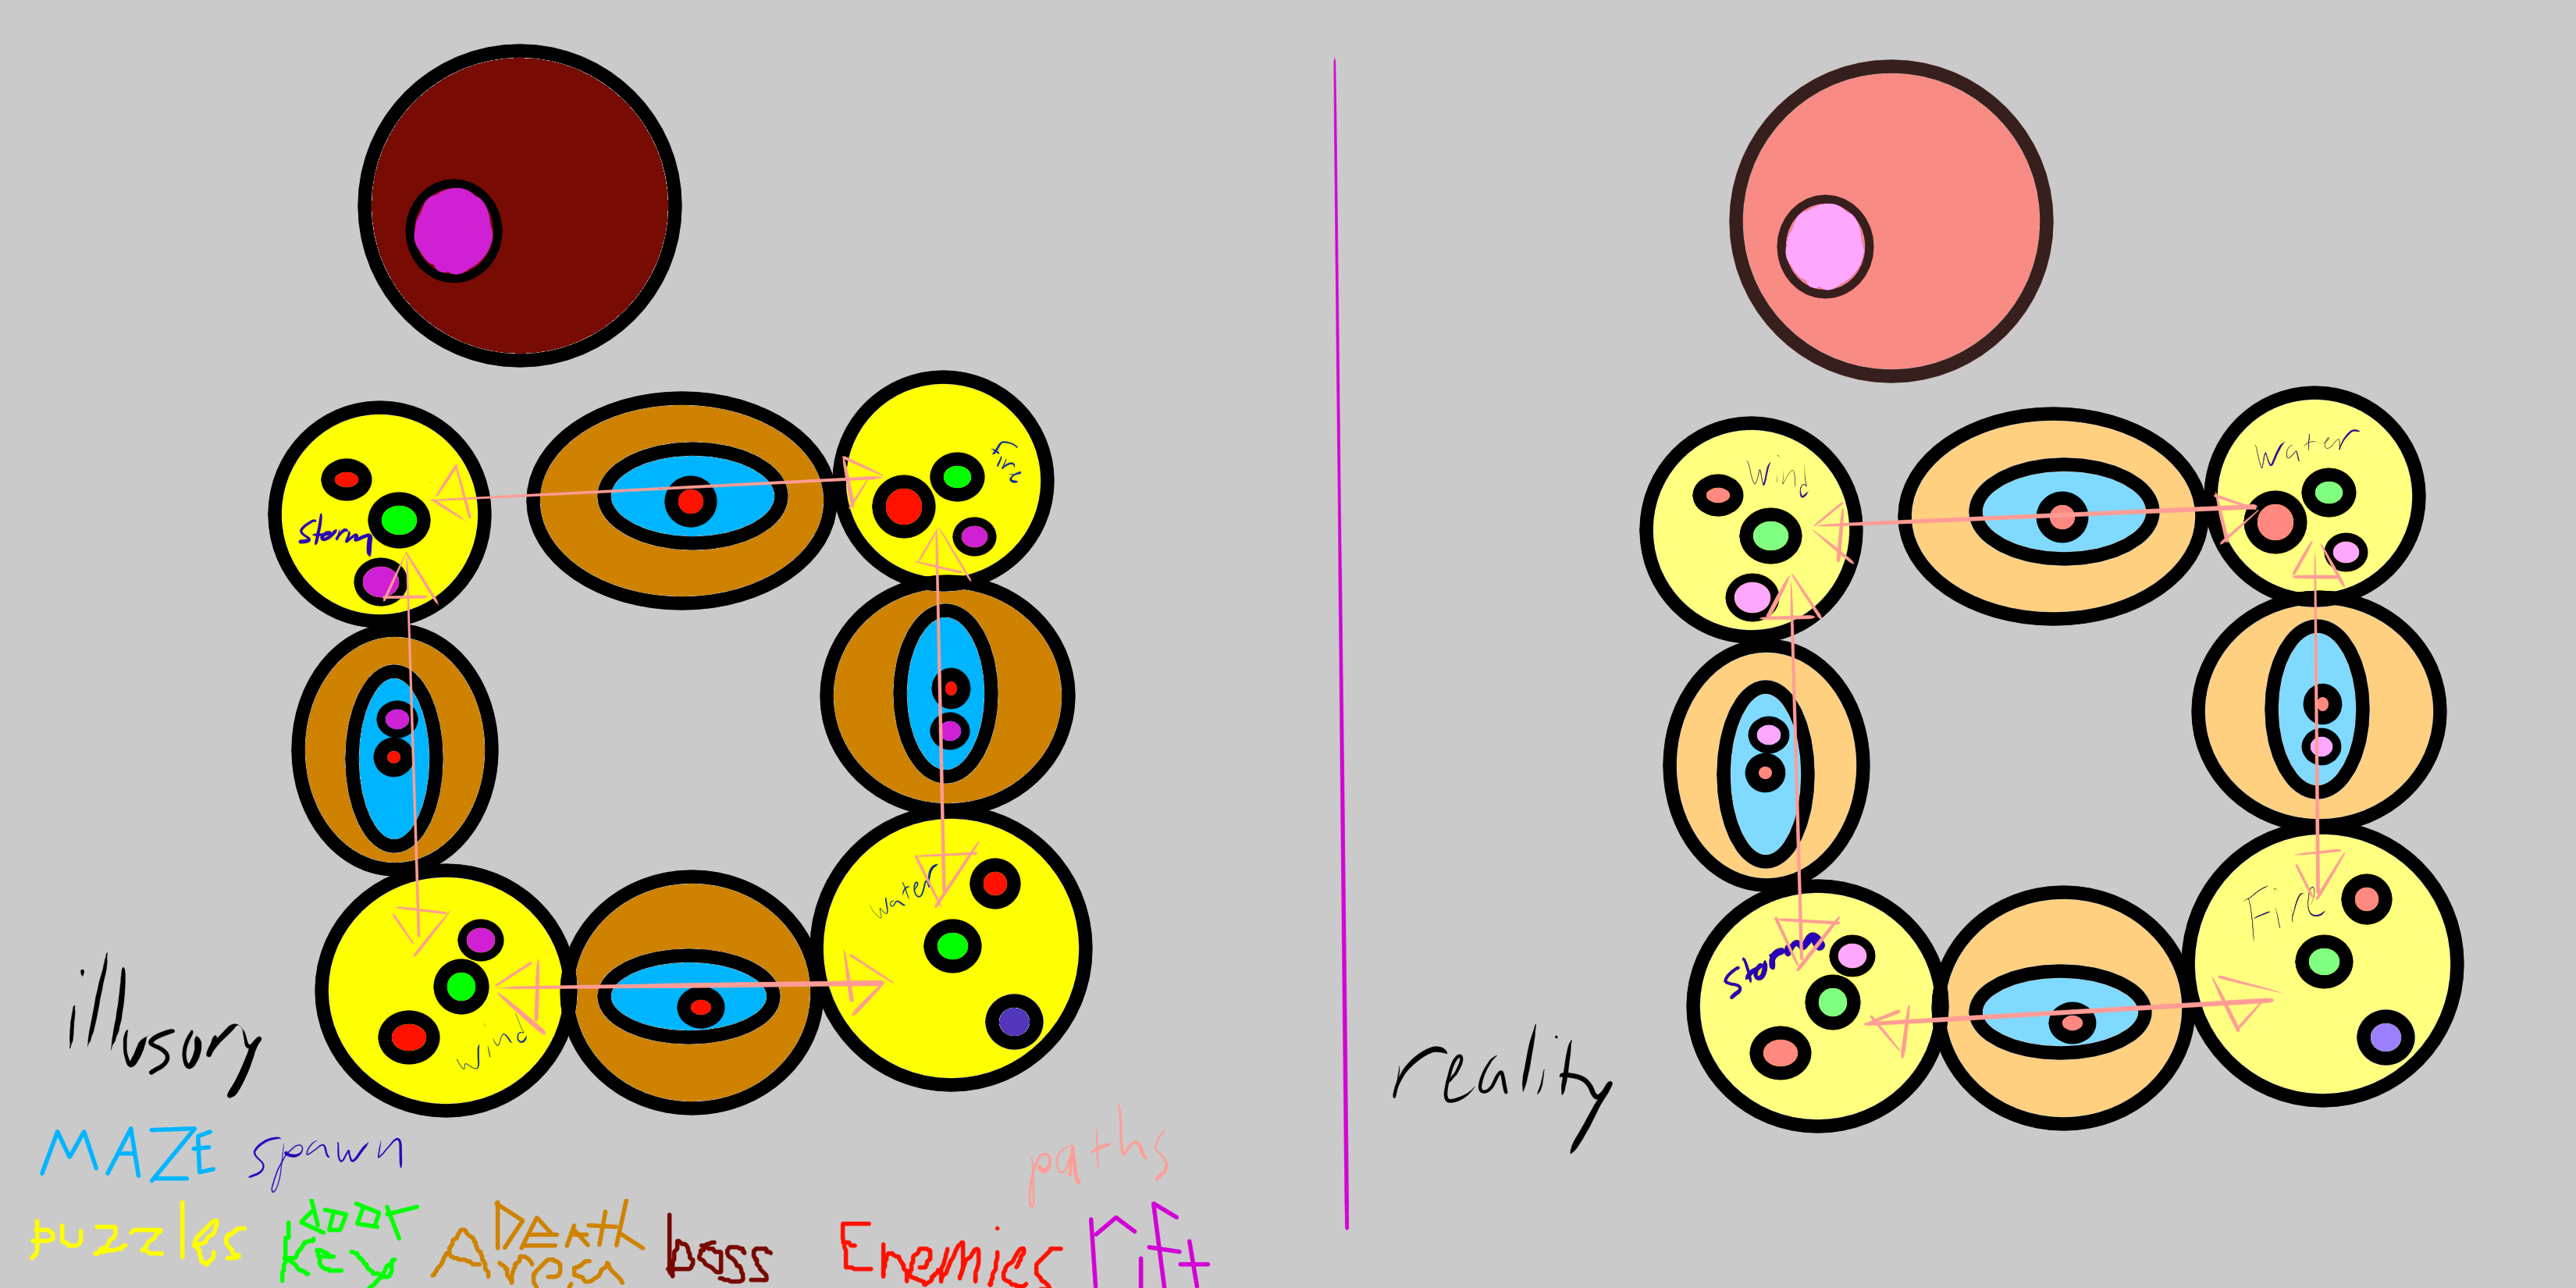 fire
storm
water
wind
illusory
MAZE spawn
paths
puzzles door key DEATH Area boss Enemies rift
Water
Wind
Fire
storm
reality